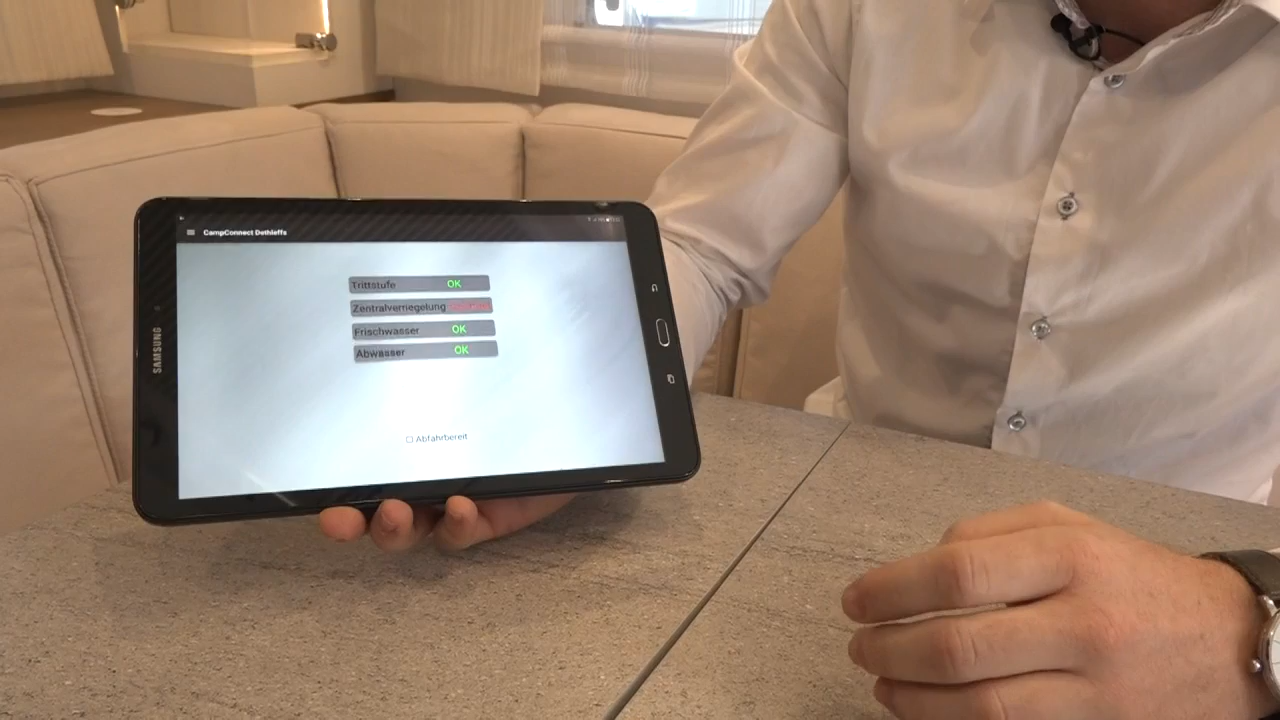 CampConnect Dethleffs
Trittstufe OK
Zentralverriegelung
Frischwasser OK
Abwasser OK
Abfahrbereit
SAMSUNG